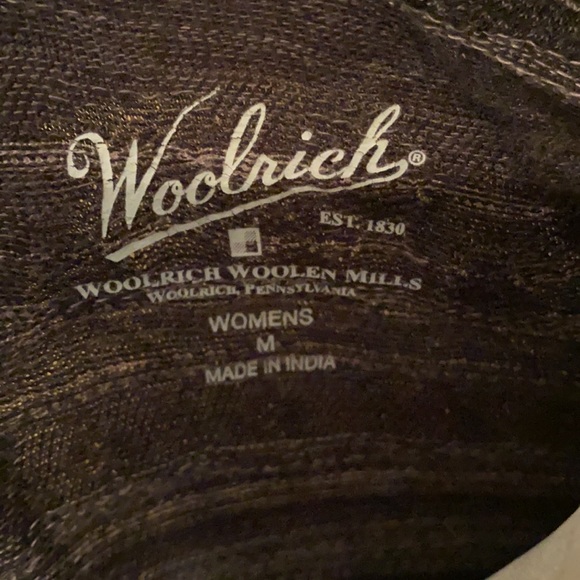 Woolrich®
EST. 1830
WOOLRICH WOOLEN MILLS
WOOLRICH, PENNSYLVANIA
WOMENS
M
MADE IN INDIA